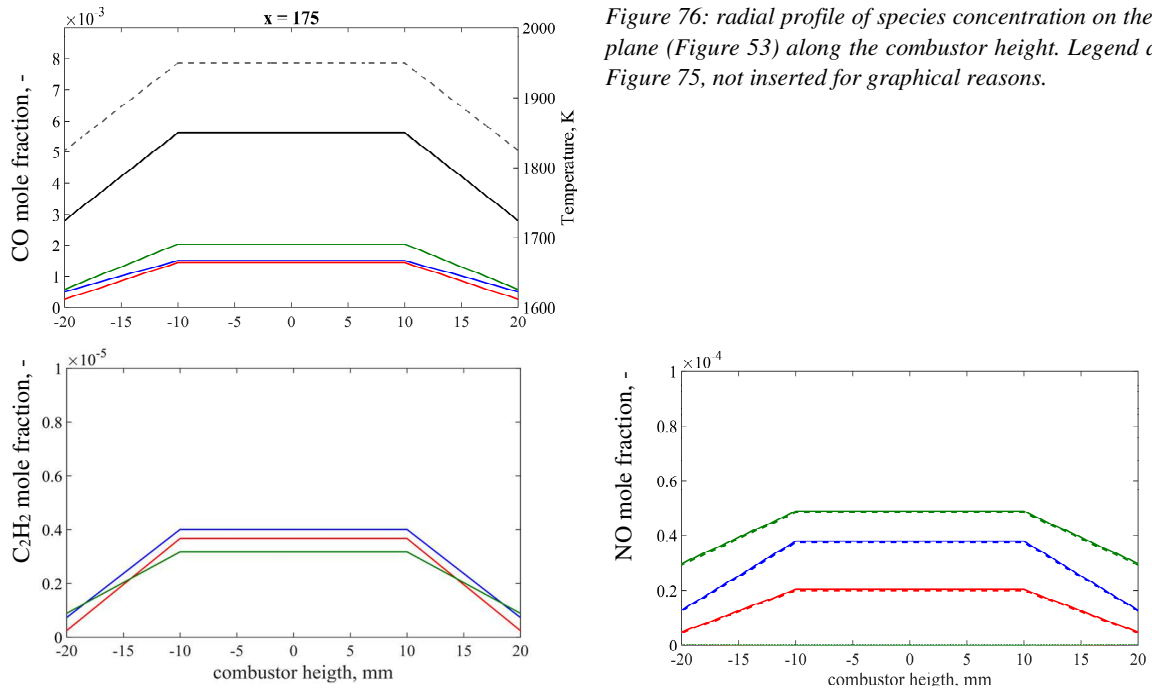 x = 175
×10⁻³
CO mole fraction, -
8
7
6
5
4
3
2
1
0
2000
1900
1800
1700
1600
Temperature, K
-20 -15 -10 -5 0 5 10 15 20
Figure 76: radial profile of species concentration on the
plane (Figure 53) along the combustor height. Legend a
Figure 75, not inserted for graphical reasons.
×10⁻⁵
C₂H₂ mole fraction, -
1
0.8
0.6
0.4
0.2
0
-20 -15 -10 -5 0 5 10 15 20
combustor heigth, mm
×10⁻⁴
NO mole fraction, -
1
0.8
0.6
0.4
0.2
0
-20 -15 -10 -5 0 5 10 15 20
combustor heigth, mm